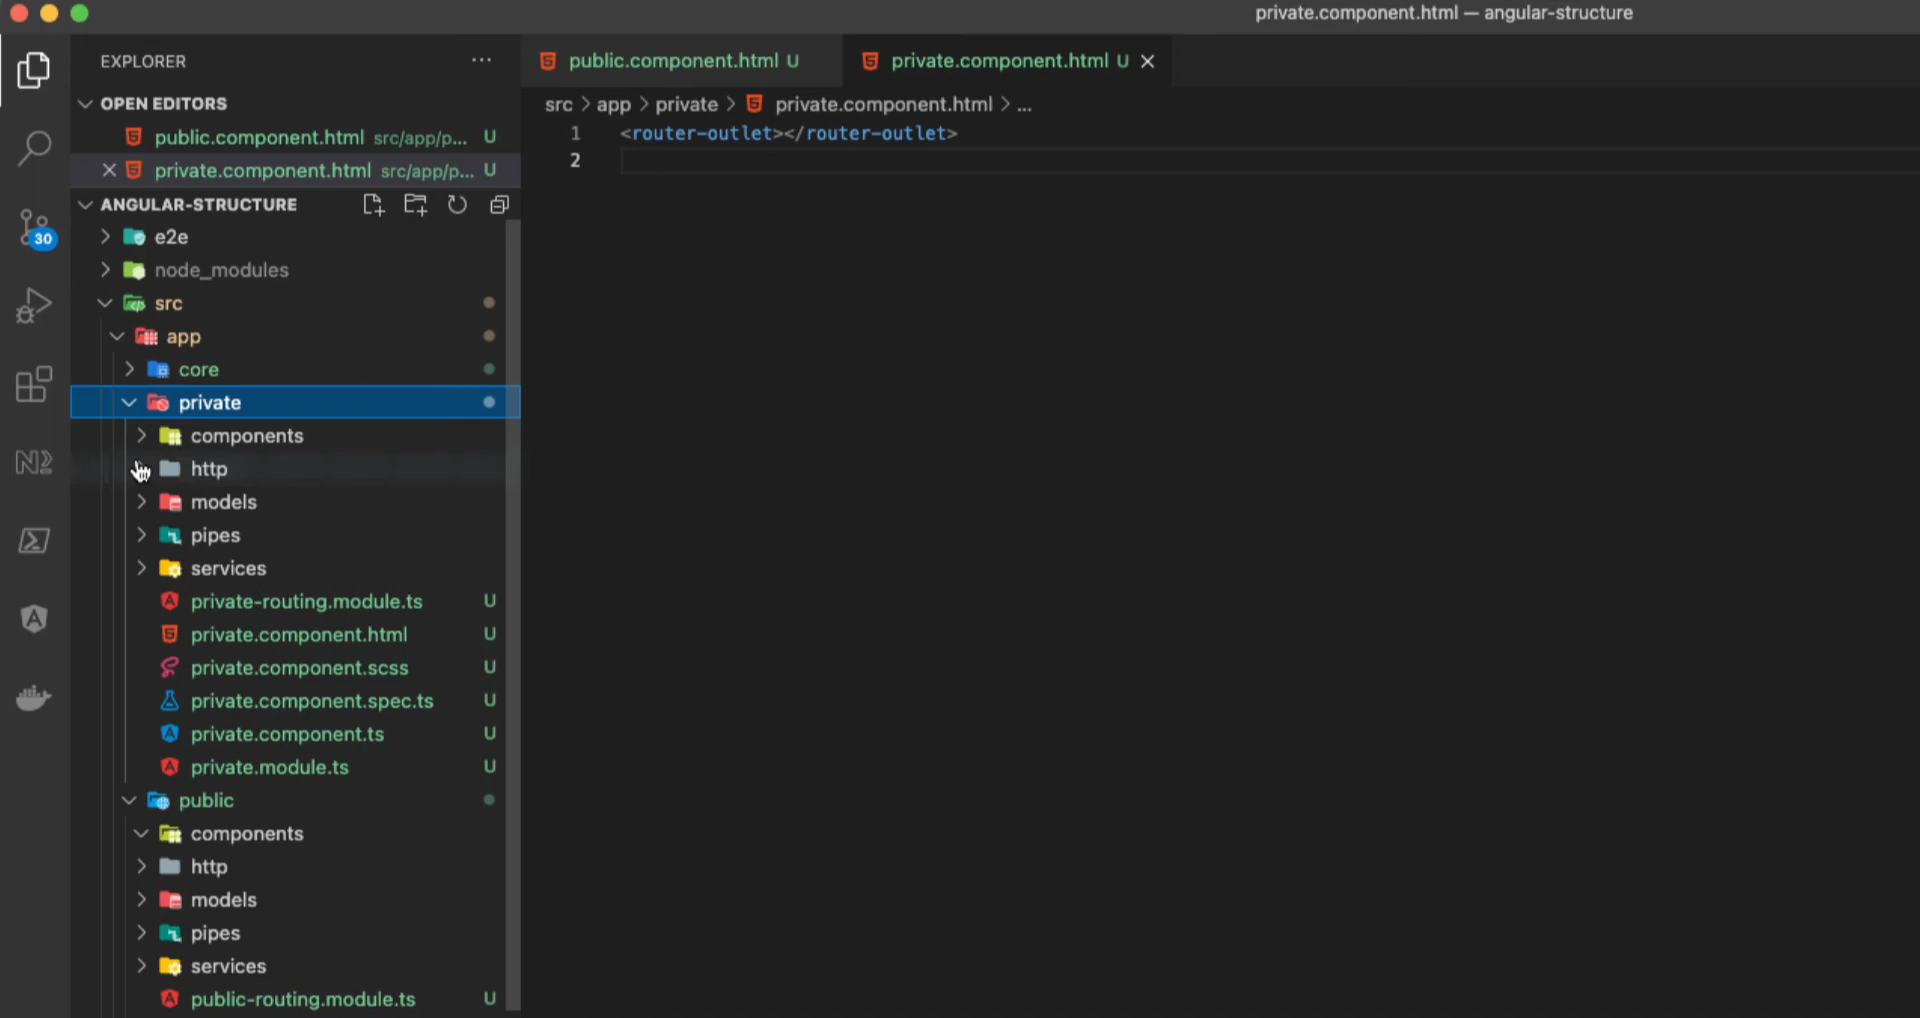 private.component.html — angular-structure
EXPLORER
public.component.html U
private.component.html U
OPEN EDITORS
public.component.html src/app/p... U
private.component.html src/app/p... U
src > app > private > private.component.html > ...
1 <router-outlet></router-outlet>
2
ANGULAR-STRUCTURE
e2e
node_modules
src
app
core
private
components
http
models
pipes
services
private-routing.module.ts U
private.component.html U
private.component.scss U
private.component.spec.ts U
private.component.ts U
private.module.ts U
public
components
http
models
pipes
services
public-routing.module.ts U
30